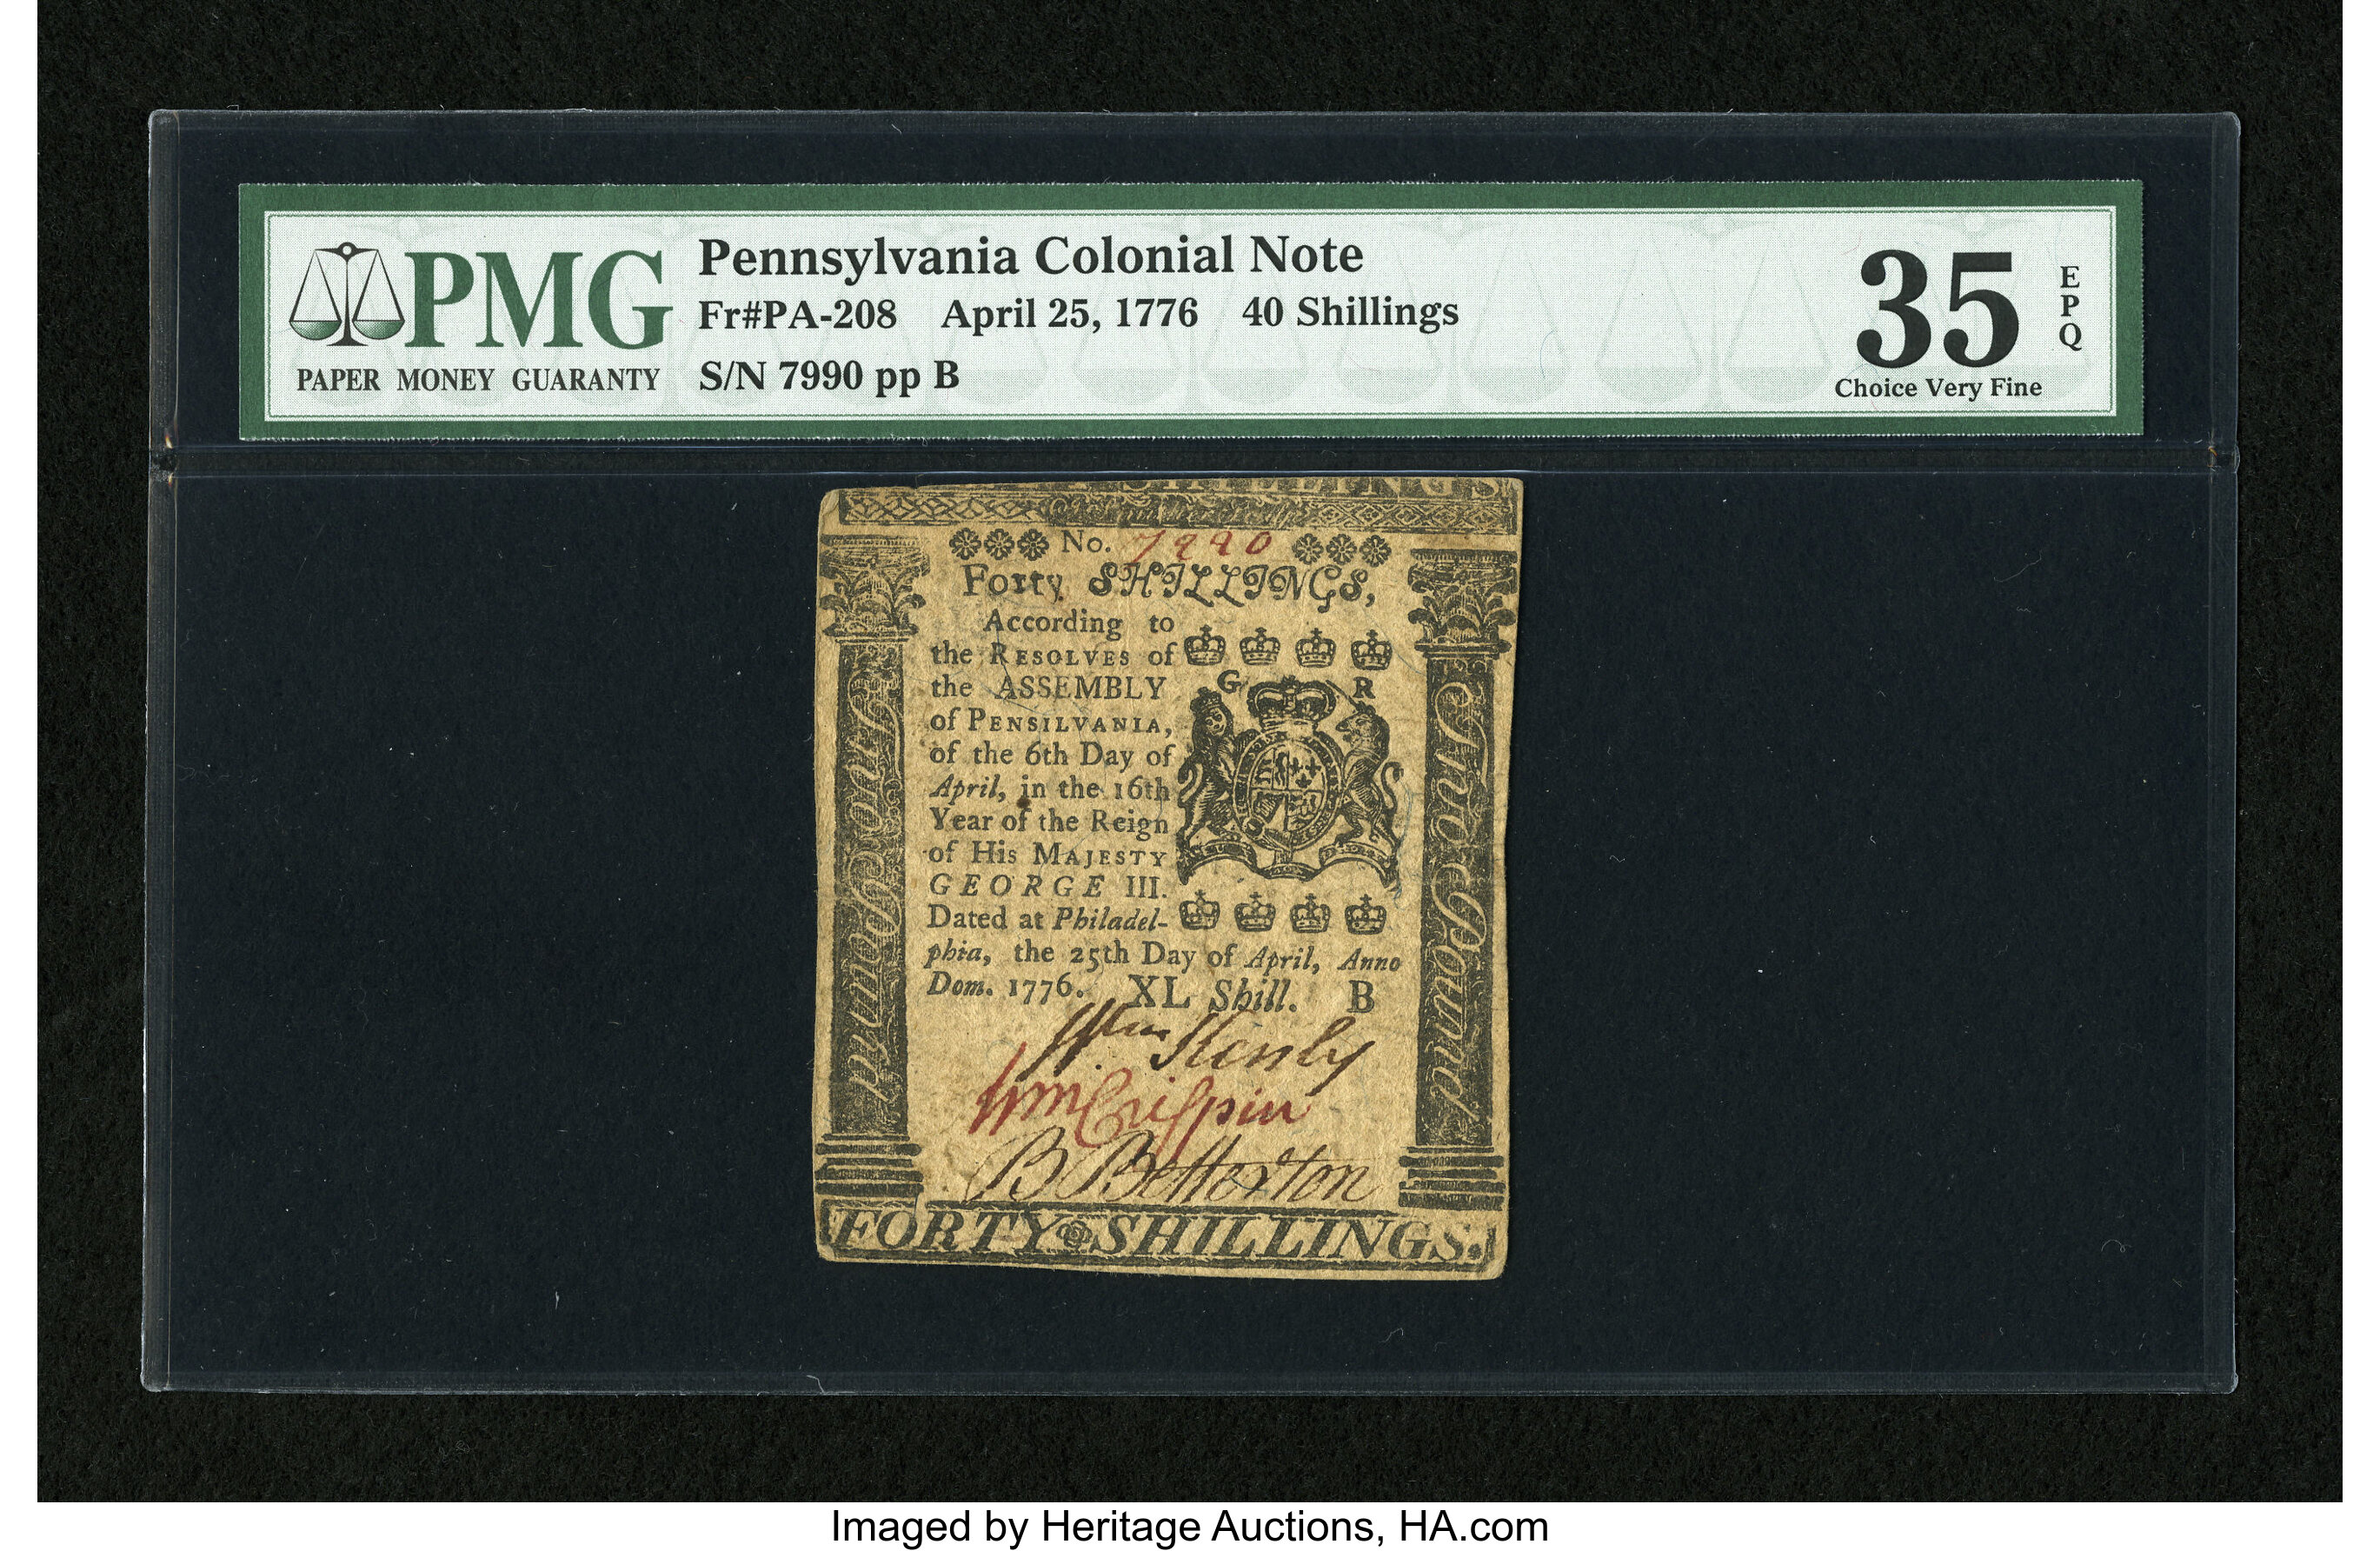 PMG
PAPER MONEY GUARANTY
Pennsylvania Colonial Note
Fr#PA-208 April 25, 1776 40 Shillings
S/N 7990 pp B
35
EPQ
Choice Very Fine
SHILLINGS
No. 7990
Forty SHILLINGS,
According to
the RESOLVES of
the ASSEMBLY
of PENSILVANIA,
of the 6th Day of
April, in the 16th
Year of the Reign
of His MAJESTY
GEORGE III.
Dated at Philadel-
phia, the 25th Day of April, Anno
Dom. 1776. XL Shill. B
G R
Two Pound
Two Pound
Wm Crispin
B Betterton
FORTY SHILLINGS.
Imaged by Heritage Auctions, HA.com